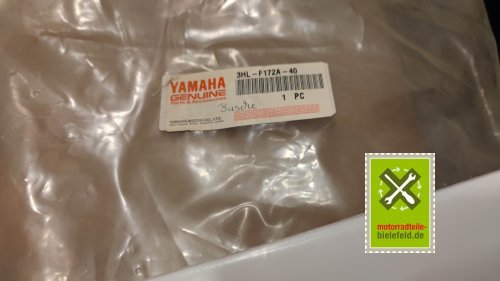 YAMAHA
GENUINE
Parts & Accessories
YAMAHA MOTOR CO., LTD.
3HL-F172A-40
1 PC
motorradteile-
bielefeld.de